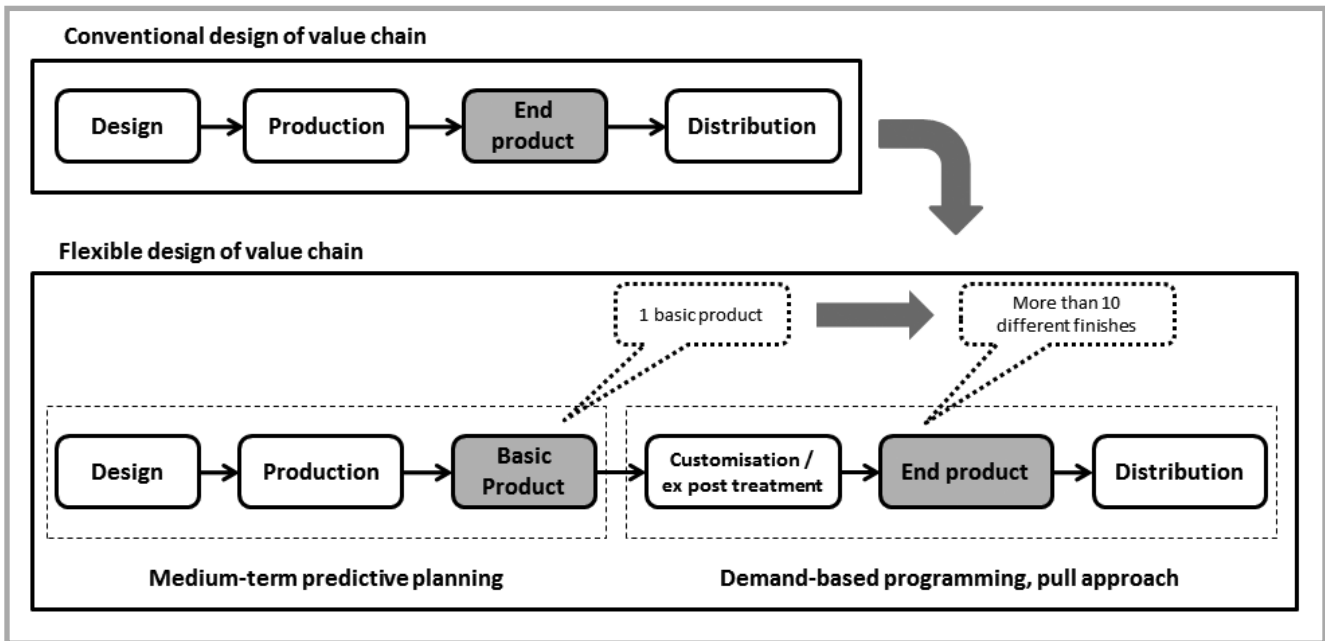 Conventional design of value chain
Design
Production
End
product
Distribution
Flexible design of value chain
1 basic product
More than 10
different finishes
Design
Production
Basic
Product
Customisation /
ex post treatment
End product
Distribution
Medium-term predictive planning
Demand-based programming, pull approach